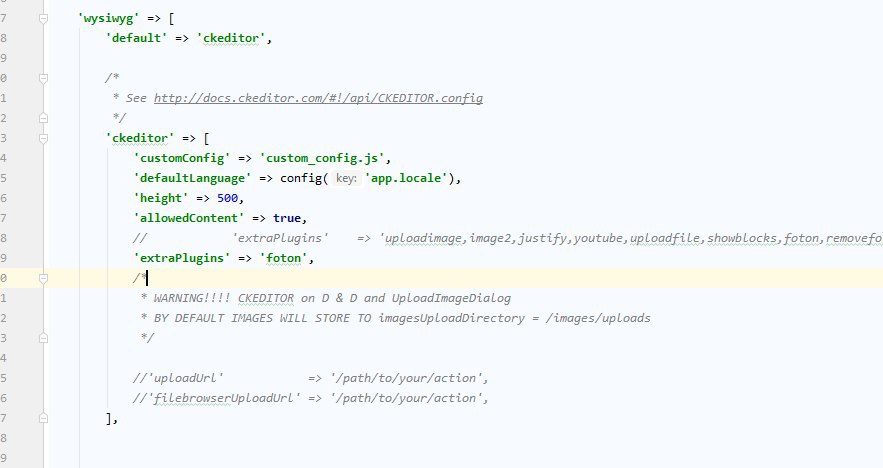 7 'wysiwyg' => [
8 'default' => 'ckeditor',
9
0 /*
1 * See http://docs.ckeditor.com/#!/api/CKEDITOR.config
2 */
3 'ckeditor' => [
4 'customConfig' => 'custom_config.js',
5 'defaultLanguage' => config( key: 'app.locale'),
6 'height' => 500,
7 'allowedContent' => true,
8 // 'extraPlugins' => 'uploadimage,image2,justify,youtube,uploadfile,showblocks,foton,removefo
9 'extraPlugins' => 'foton',
0 /*
1 * WARNING!!!! CKEDITOR on D & D and UploadImageDialog
2 * BY DEFAULT IMAGES WILL STORE TO imagesUploadDirectory = /images/uploads
3 */
4
5 //'uploadUrl' => '/path/to/your/action',
6 //'filebrowserUploadUrl' => '/path/to/your/action',
7 ],
8
9